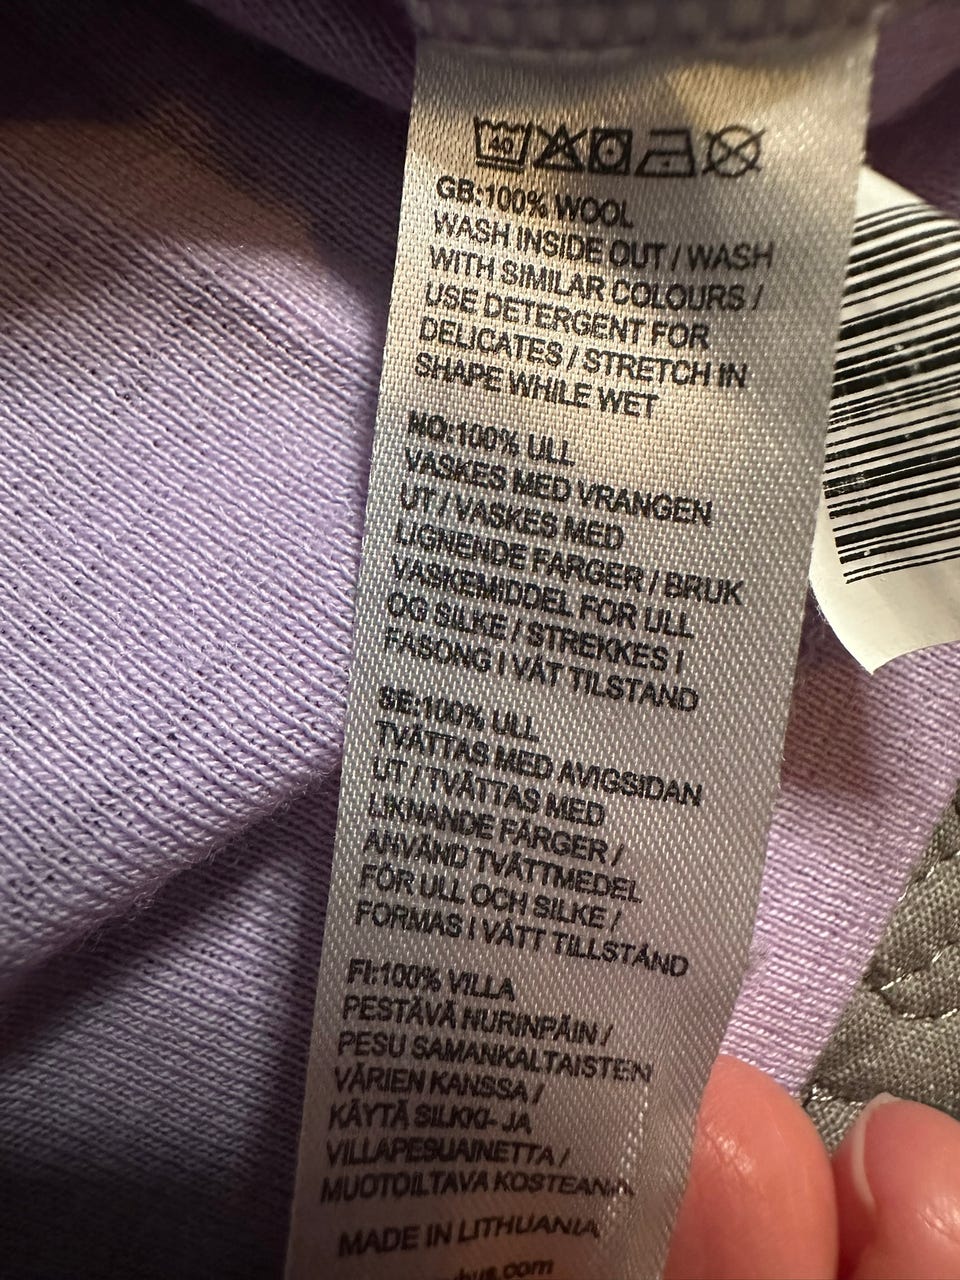 40
GB:100% WOOL
WASH INSIDE OUT / WASH
WITH SIMILAR COLOURS /
USE DETERGENT FOR
DELICATES / STRETCH IN
SHAPE WHILE WET
NO:100% ULL
VASKES MED VRANGEN
UT / VASKES MED
LIGNENDE FARGER / BRUK
VASKEMIDDEL FOR ULL
OG SILKE / STREKKES I
FASONG I VÅT TILSTAND
SE:100% ULL
TVÄTTAS MED AVIGSIDAN
UT / TVÄTTAS MED
LIKNANDE FÄRGER /
ANVÄND TVÄTTMEDEL
FÖR ULL OCH SILKE /
FORMAS I VÅTT TILLSTÅND
FI:100% VILLA
PESTÄVÄ NURINPÄIN /
PESU SAMANKALTAISTEN
VÄRIEN KANSSA /
KÄYTÄ SILKKI- JA
VILLAPESUAINETTA /
MUOTOILTAVA KOSTEANA
MADE IN LITHUANIA